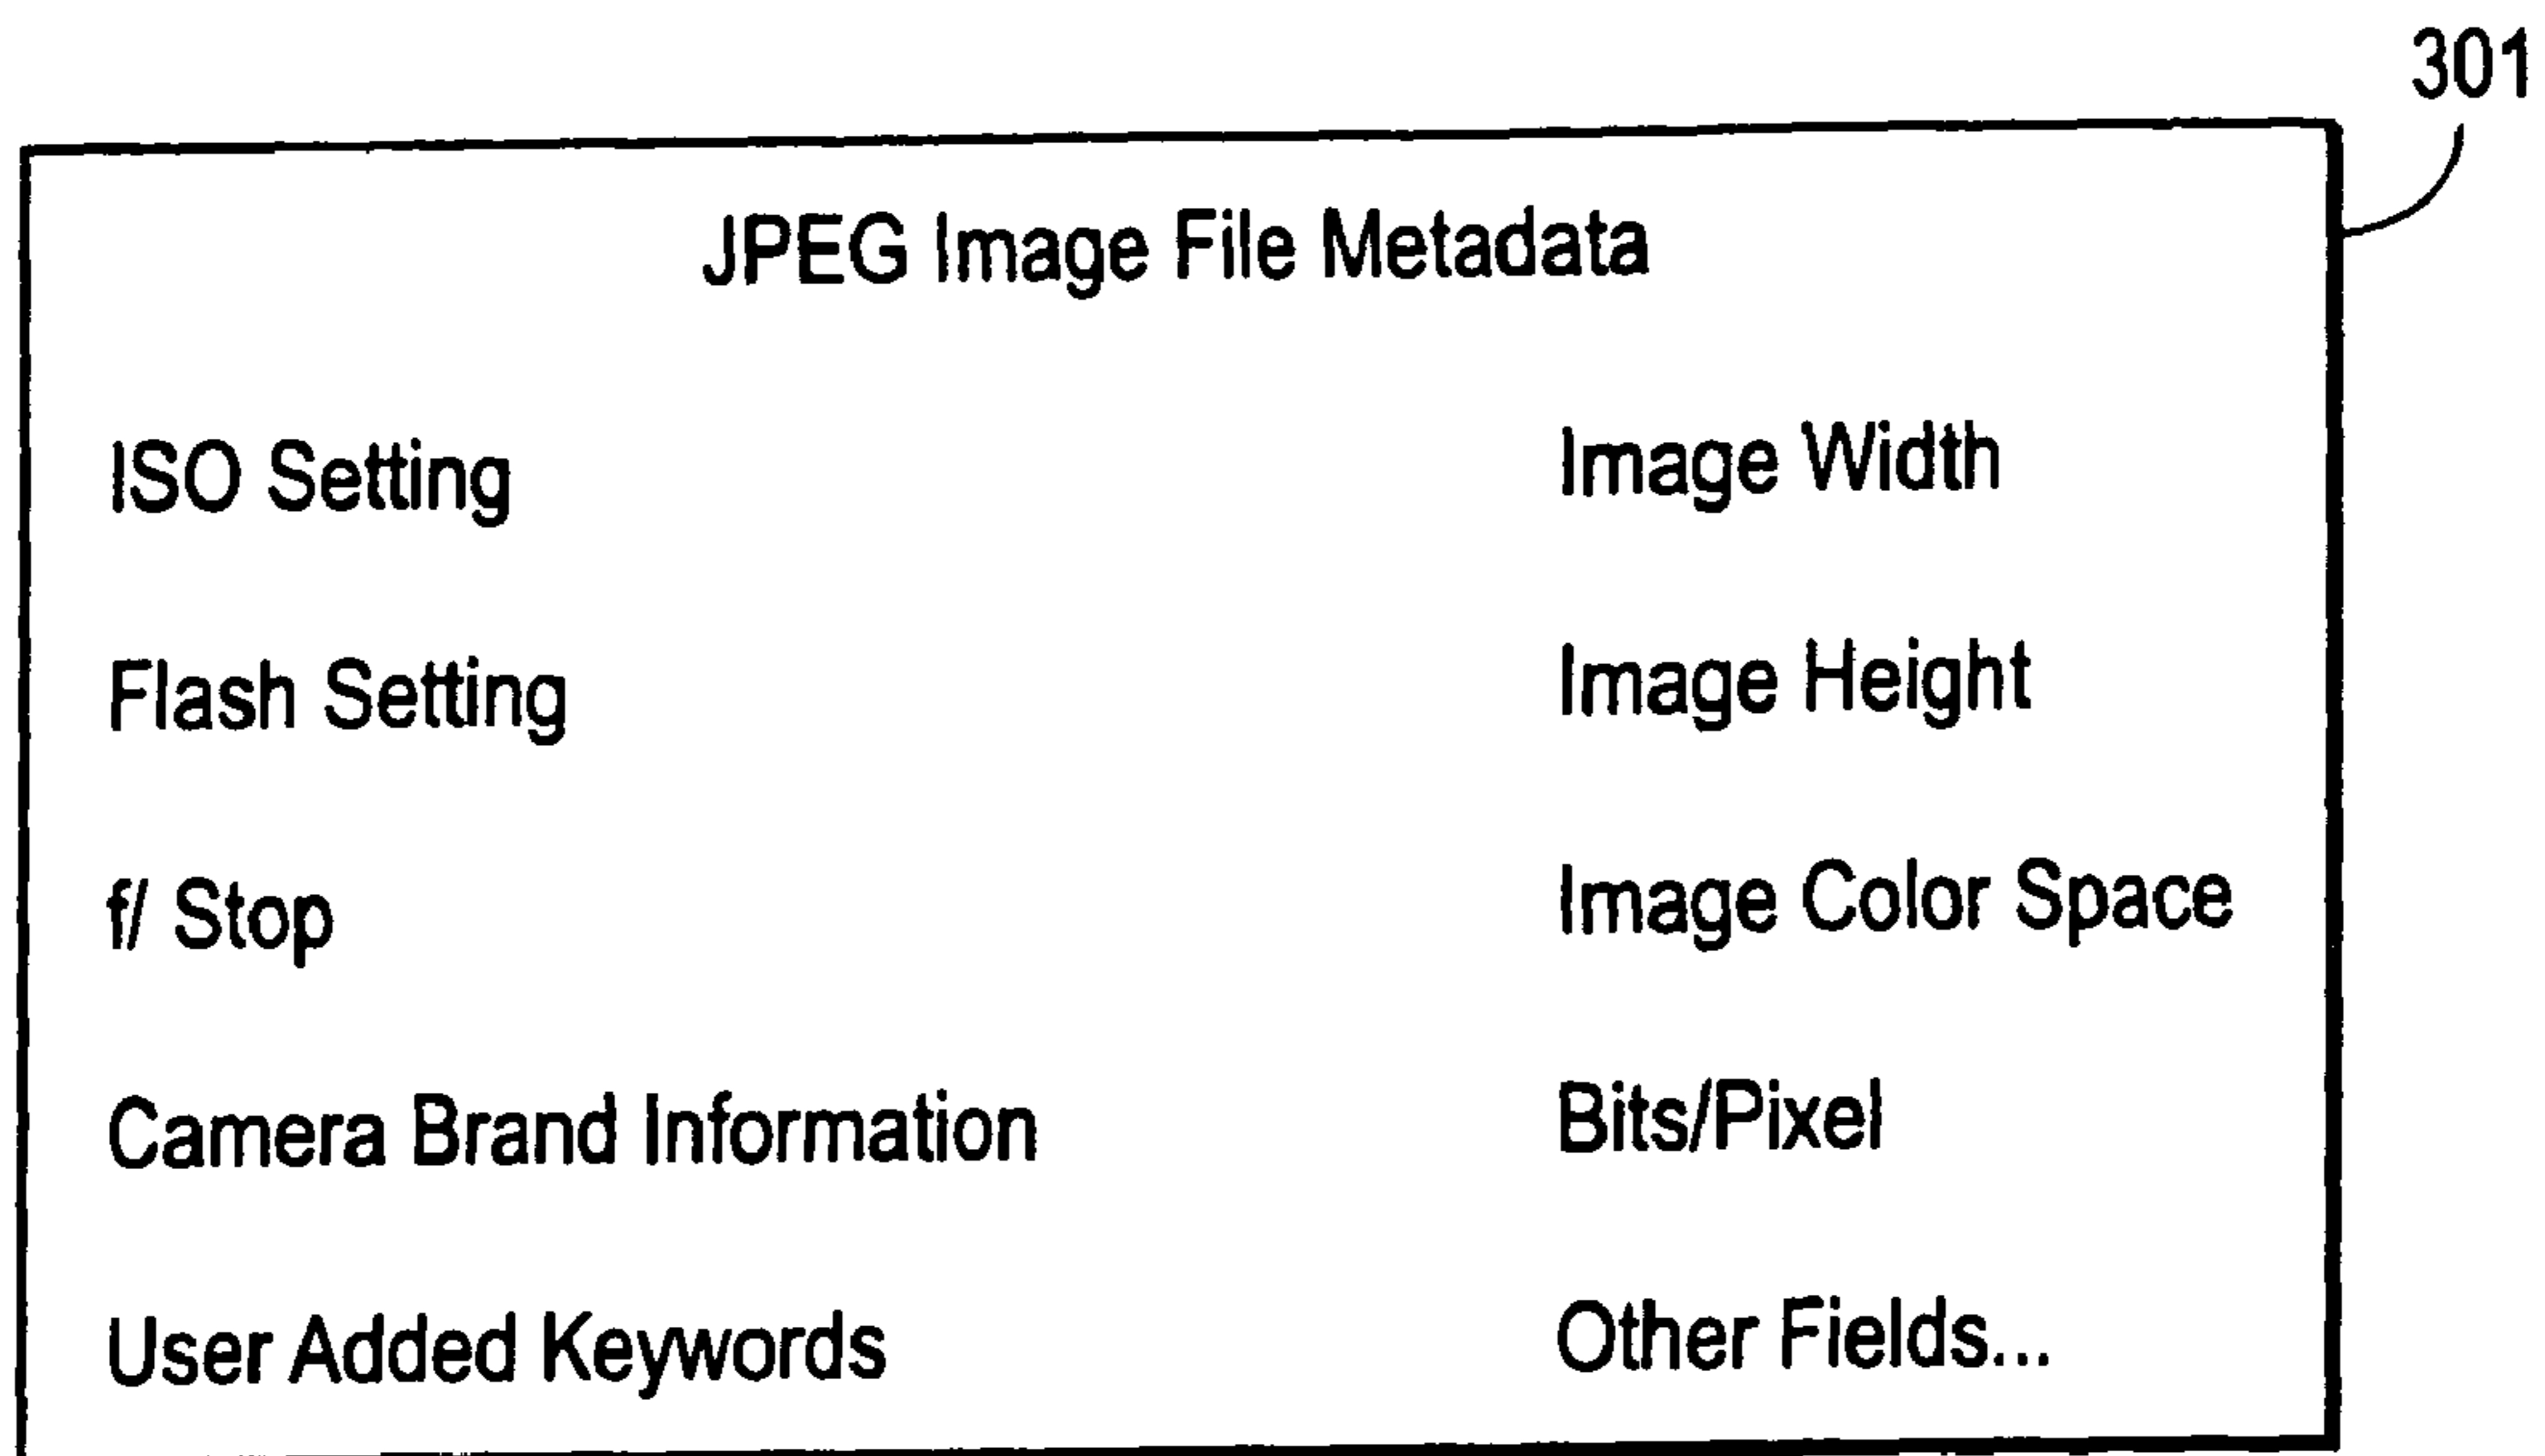 301
JPEG Image File Metadata
ISO Setting
Image Width
Flash Setting
Image Height
f/ Stop
Image Color Space
Camera Brand Information
Bits/Pixel
User Added Keywords
Other Fields...